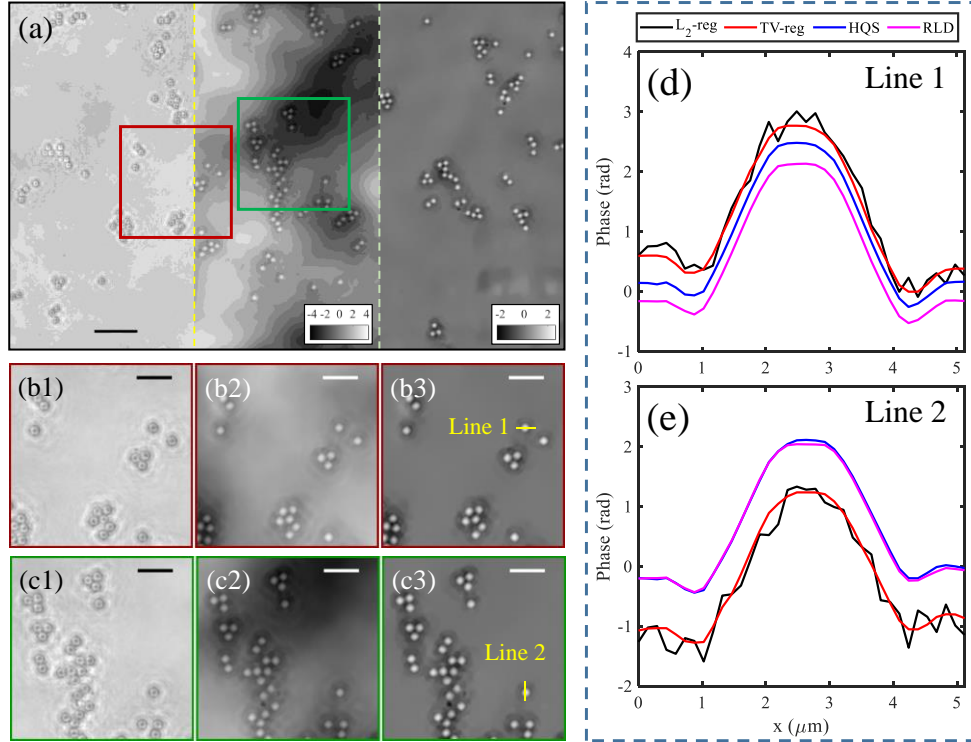 (a)
-4 -2 0 2 4
-2 0 2
(b1)
(b2)
(b3)
Line 1
(c1)
(c2)
(c3)
Line 2
L2-reg TV-reg HQS RLD
(d)
Line 1
Phase (rad)
4
3
2
1
0
-1
0 1 2 3 4 5
(e)
Line 2
Phase (rad)
3
2
1
0
-1
-2
0 1 2 3 4 5
x (μm)